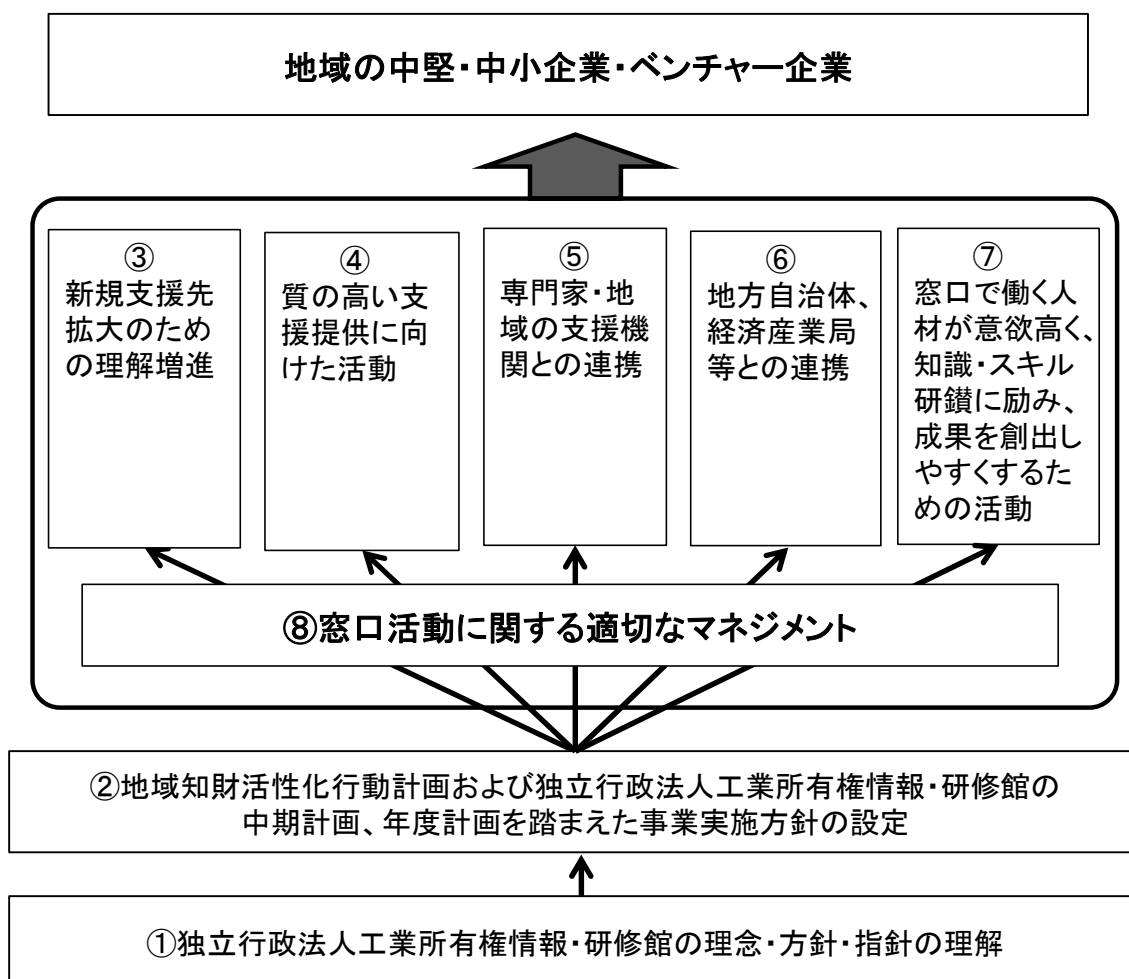 地域の中堅・中小企業・ベンチャー企業
③
新規支援先
拡大のため
の理解増進
④
質の高い支
援提供に向
けた活動
⑤
専門家・地
域の支援機
関との連携
⑥
地方自治体、
経済産業局
等との連携
⑦
窓口で働く人
材が意欲高く、
知識・スキル
研鑚に励み、
成果を創出し
やすくするた
めの活動
⑧窓口活動に関する適切なマネジメント
②地域知財活性化行動計画および独立行政法人工業所有権情報・研修館の
中期計画、年度計画を踏まえた事業実施方針の設定
①独立行政法人工業所有権情報・研修館の理念・方針・指針の理解